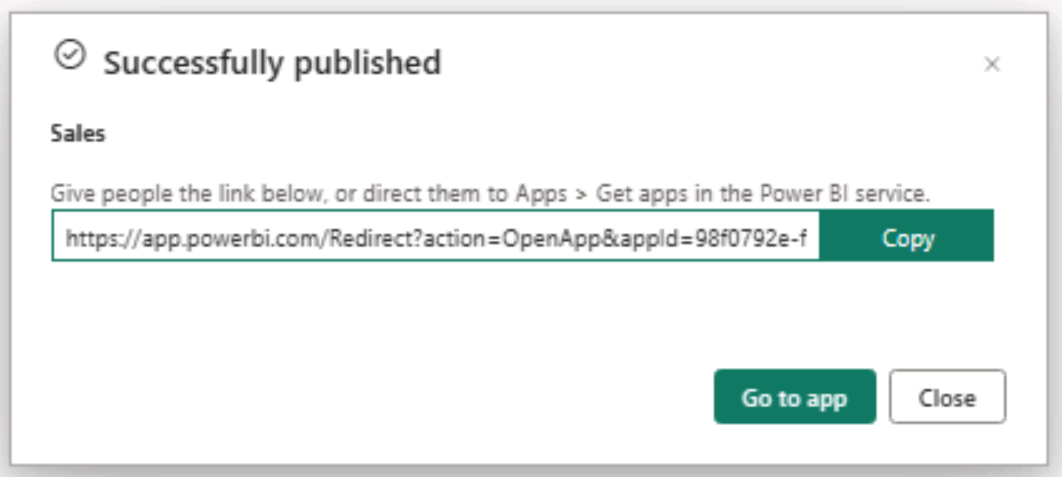 Successfully published
Sales
Give people the link below, or direct them to Apps > Get apps in the Power BI service.
https://app.powerbi.com/Redirect?action=OpenApp&appId=98f0792e-f
Copy
Go to app
Close